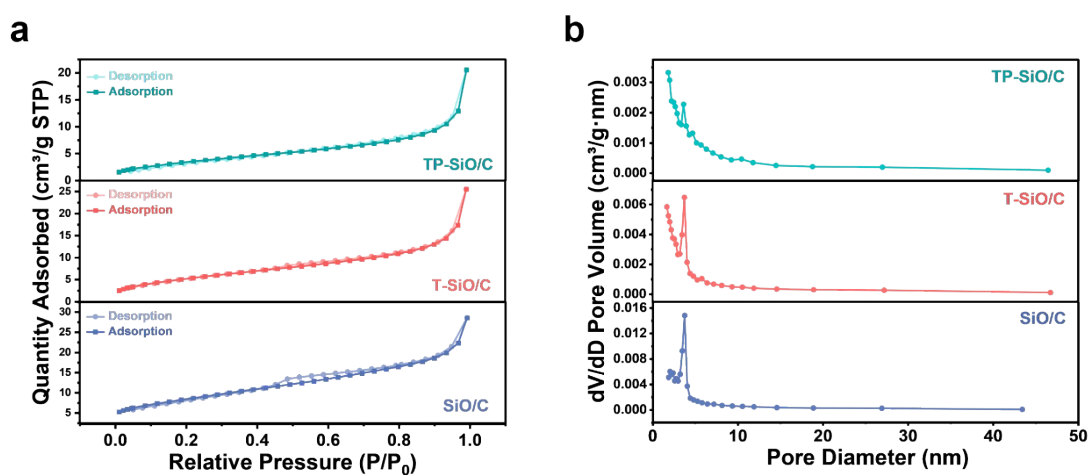 a
Quantity Adsorbed (cm³/g STP)
20
15
10
5
0
Desorption
Adsorption
TP-SiO/C
25
20
15
10
5
0
Desorption
Adsorption
T-SiO/C
30
25
20
15
10
5
Desorption
Adsorption
SiO/C
0.0 0.2 0.4 0.6 0.8 1.0
Relative Pressure (P/P₀)
b
dV/dD Pore Volume (cm³/g·nm)
0.003
0.002
0.001
0.000
TP-SiO/C
0.006
0.004
0.002
0.000
T-SiO/C
0.016
0.012
0.008
0.004
0.000
SiO/C
0 10 20 30 40 50
Pore Diameter (nm)